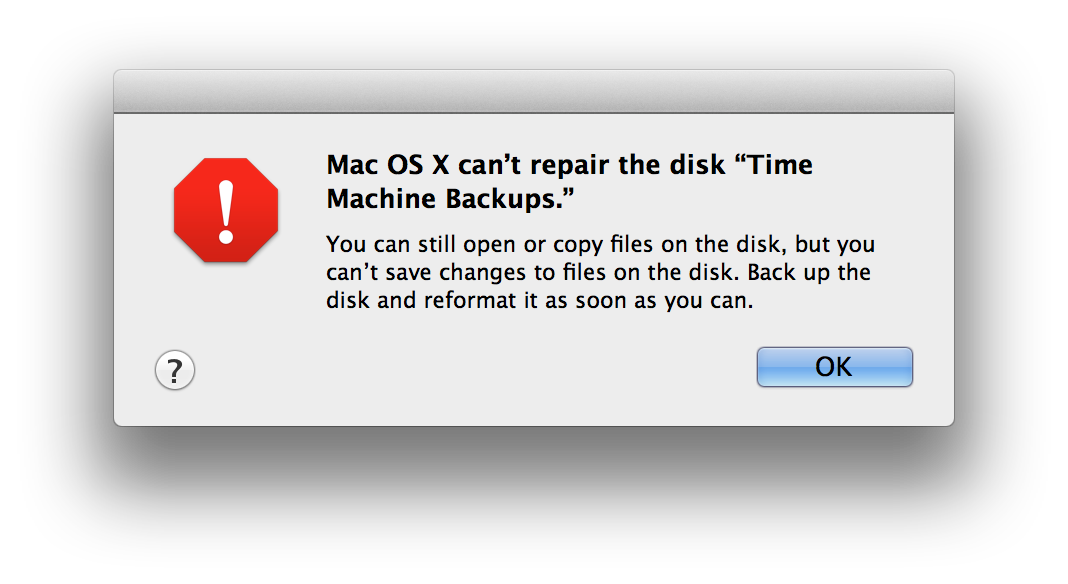 Mac OS X can’t repair the disk “Time
Machine Backups.”
You can still open or copy files on the disk, but you
can’t save changes to files on the disk. Back up the
disk and reformat it as soon as you can.
?
OK